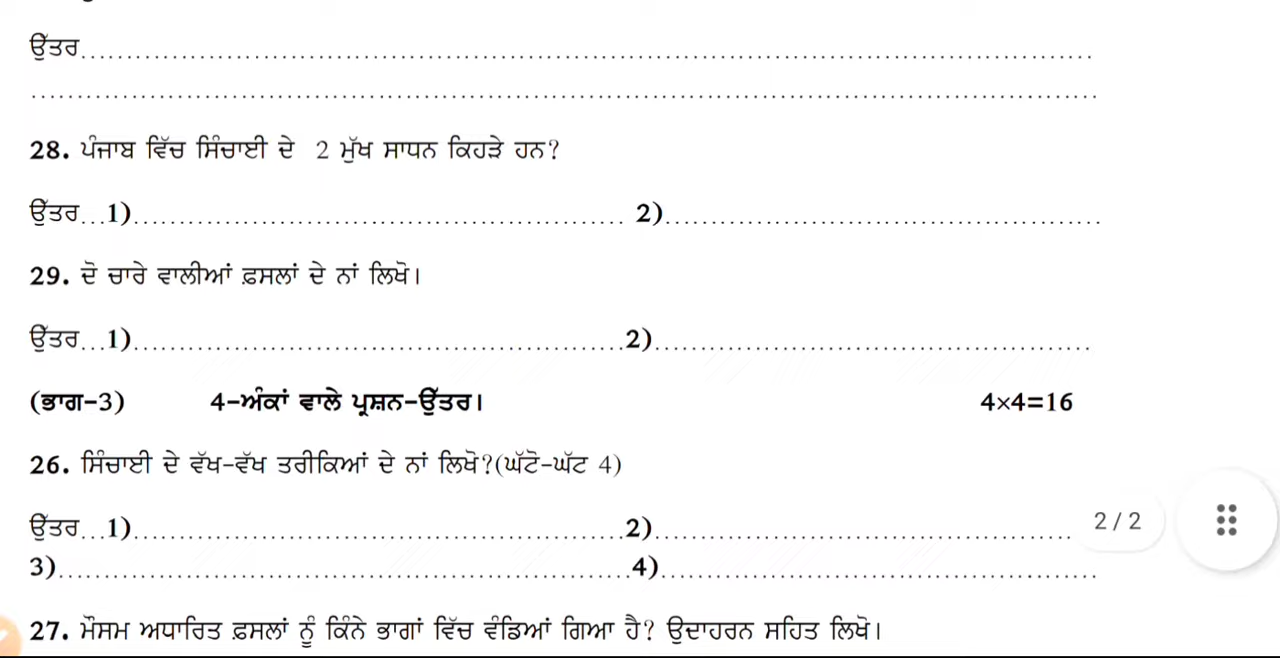 ਉੱਤਰ......................................................................................................
..........................................................................................................
28. ਪੰਜਾਬ ਵਿੱਚ ਸਿੰਚਾਈ ਦੇ 2 ਮੁੱਖ ਸਾਧਨ ਕਿਹੜੇ ਹਨ?
ਉੱਤਰ...1).................................................... 2)..............................................
29. ਦੋ ਚਾਰੇ ਵਾਲੀਆਂ ਫ਼ਸਲਾਂ ਦੇ ਨਾਂ ਲਿਖੋ।
ਉੱਤਰ...1)....................................................2)..............................................
(ਭਾਗ-3) 4-ਅੰਕਾਂ ਵਾਲੇ ਪ੍ਰਸ਼ਨ-ਉੱਤਰ। 4×4=16
26. ਸਿੰਚਾਈ ਦੇ ਵੱਖ-ਵੱਖ ਤਰੀਕਿਆਂ ਦੇ ਨਾਂ ਲਿਖੋ?(ਘੱਟੋ-ਘੱਟ 4)
ਉੱਤਰ...1)....................................................2)............................................ 2 / 2
3)............................................................4)..............................................
27. ਮੌਸਮ ਅਧਾਰਿਤ ਫ਼ਸਲਾਂ ਨੂੰ ਕਿੰਨੇ ਭਾਗਾਂ ਵਿੱਚ ਵੰਡਿਆਂ ਗਿਆ ਹੈ? ਉਦਾਹਰਨ ਸਹਿਤ ਲਿਖੋ।